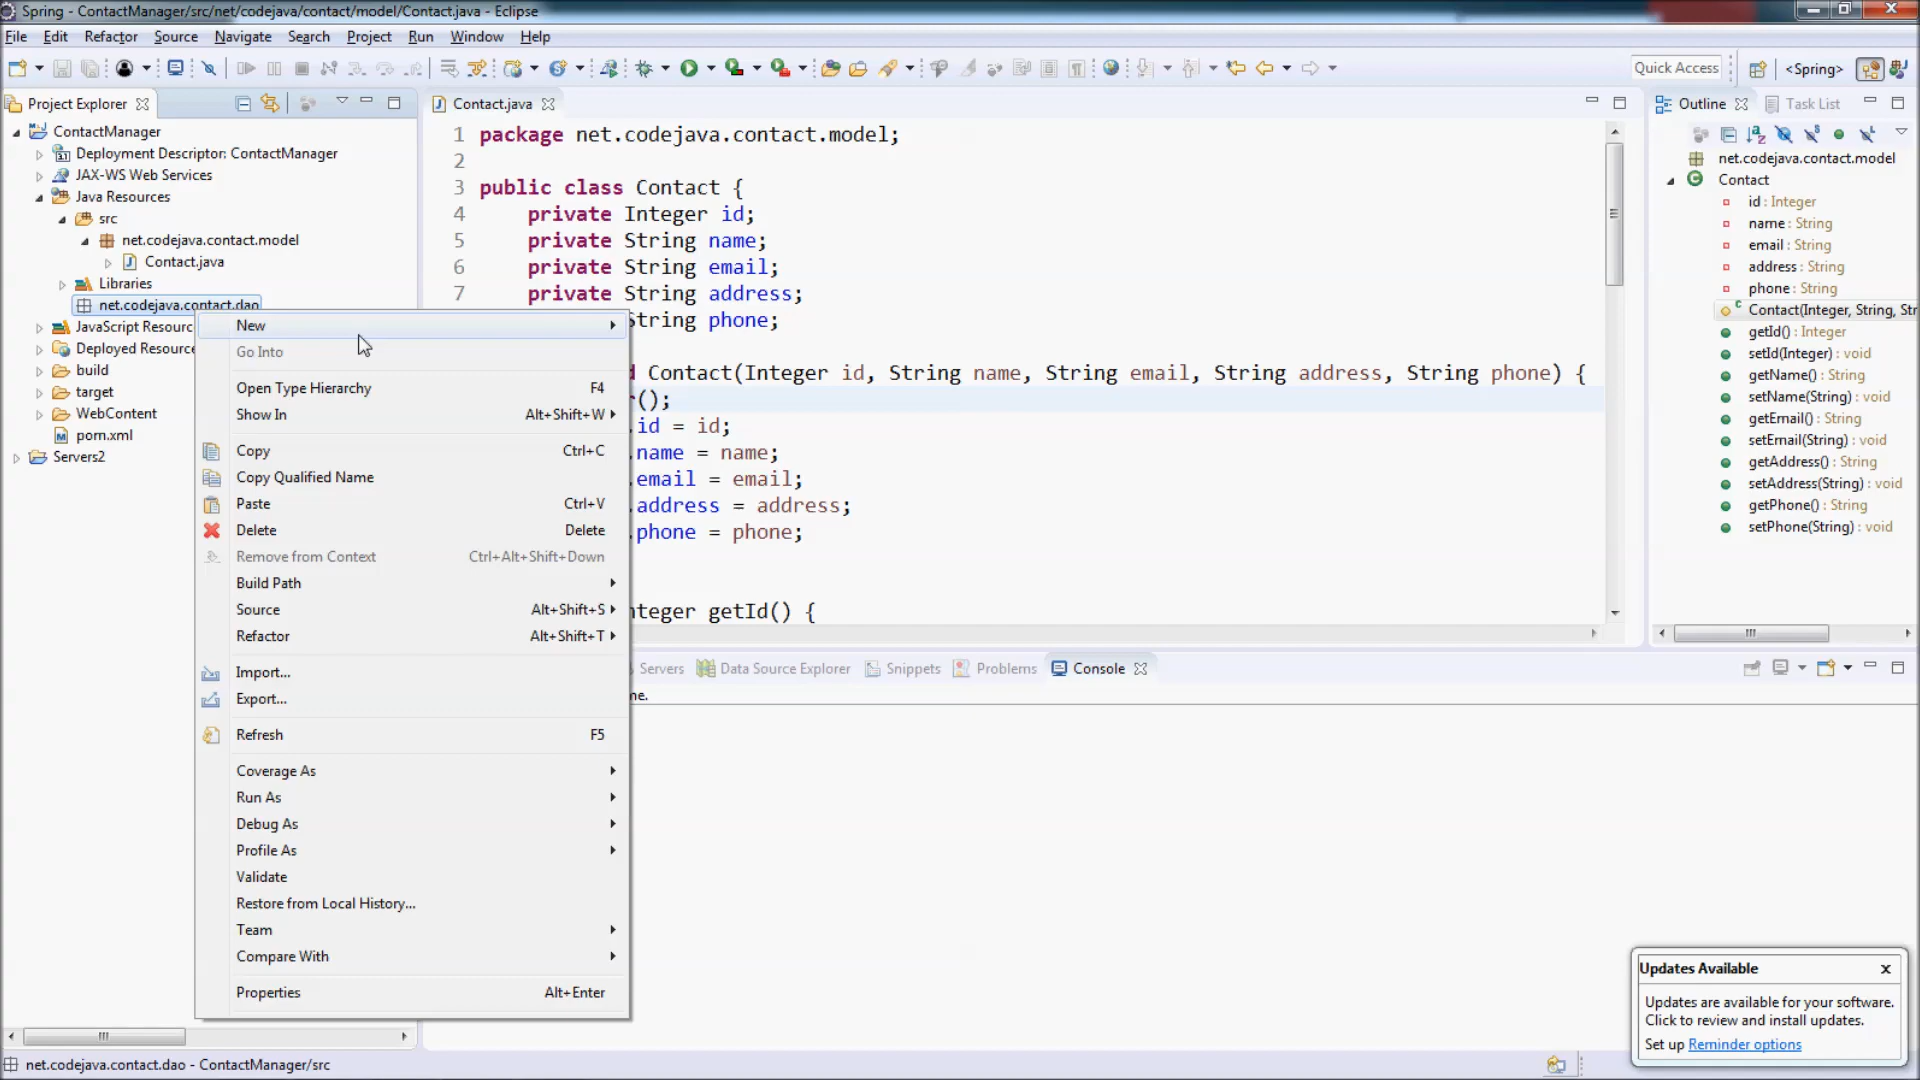 Spring - ContactManager/src/net/codejava/contact/model/Contact.java - Eclipse
File Edit Refactor Source Navigate Search Project Run Window Help
Quick Access
<Spring>
Project Explorer
ContactManager
Deployment Descriptor: ContactManager
JAX-WS Web Services
Java Resources
src
net.codejava.contact.model
Contact.java
Libraries
net.codejava.contact.dao
JavaScript Resourc
Deployed Resource
build
target
WebContent
pom.xml
Servers2
New
Go Into
Open Type Hierarchy F4
Show In Alt+Shift+W
Copy Ctrl+C
Copy Qualified Name
Paste Ctrl+V
Delete Delete
Remove from Context Ctrl+Alt+Shift+Down
Build Path
Source Alt+Shift+S
Refactor Alt+Shift+T
Import...
Export...
Refresh F5
Coverage As
Run As
Debug As
Profile As
Validate
Restore from Local History...
Team
Compare With
Properties Alt+Enter
Contact.java
1 package net.codejava.contact.model;
2
3 public class Contact {
4 private Integer id;
5 private String name;
6 private String email;
7 private String address;
String phone;
Contact(Integer id, String name, String email, String address, String phone) {
r();
.id = id;
.name = name;
.email = email;
.address = address;
.phone = phone;
nteger getId() {
Servers Data Source Explorer Snippets Problems Console
me.
Outline Task List
net.codejava.contact.model
Contact
id : Integer
name : String
email : String
address : String
phone : String
Contact(Integer, String, Str
getId() : Integer
setId(Integer) : void
getName() : String
setName(String) : void
getEmail() : String
setEmail(String) : void
getAddress() : String
setAddress(String) : void
getPhone() : String
setPhone(String) : void
Updates Available
Updates are available for your software.
Click to review and install updates.
Set up Reminder options
net.codejava.contact.dao - ContactManager/src